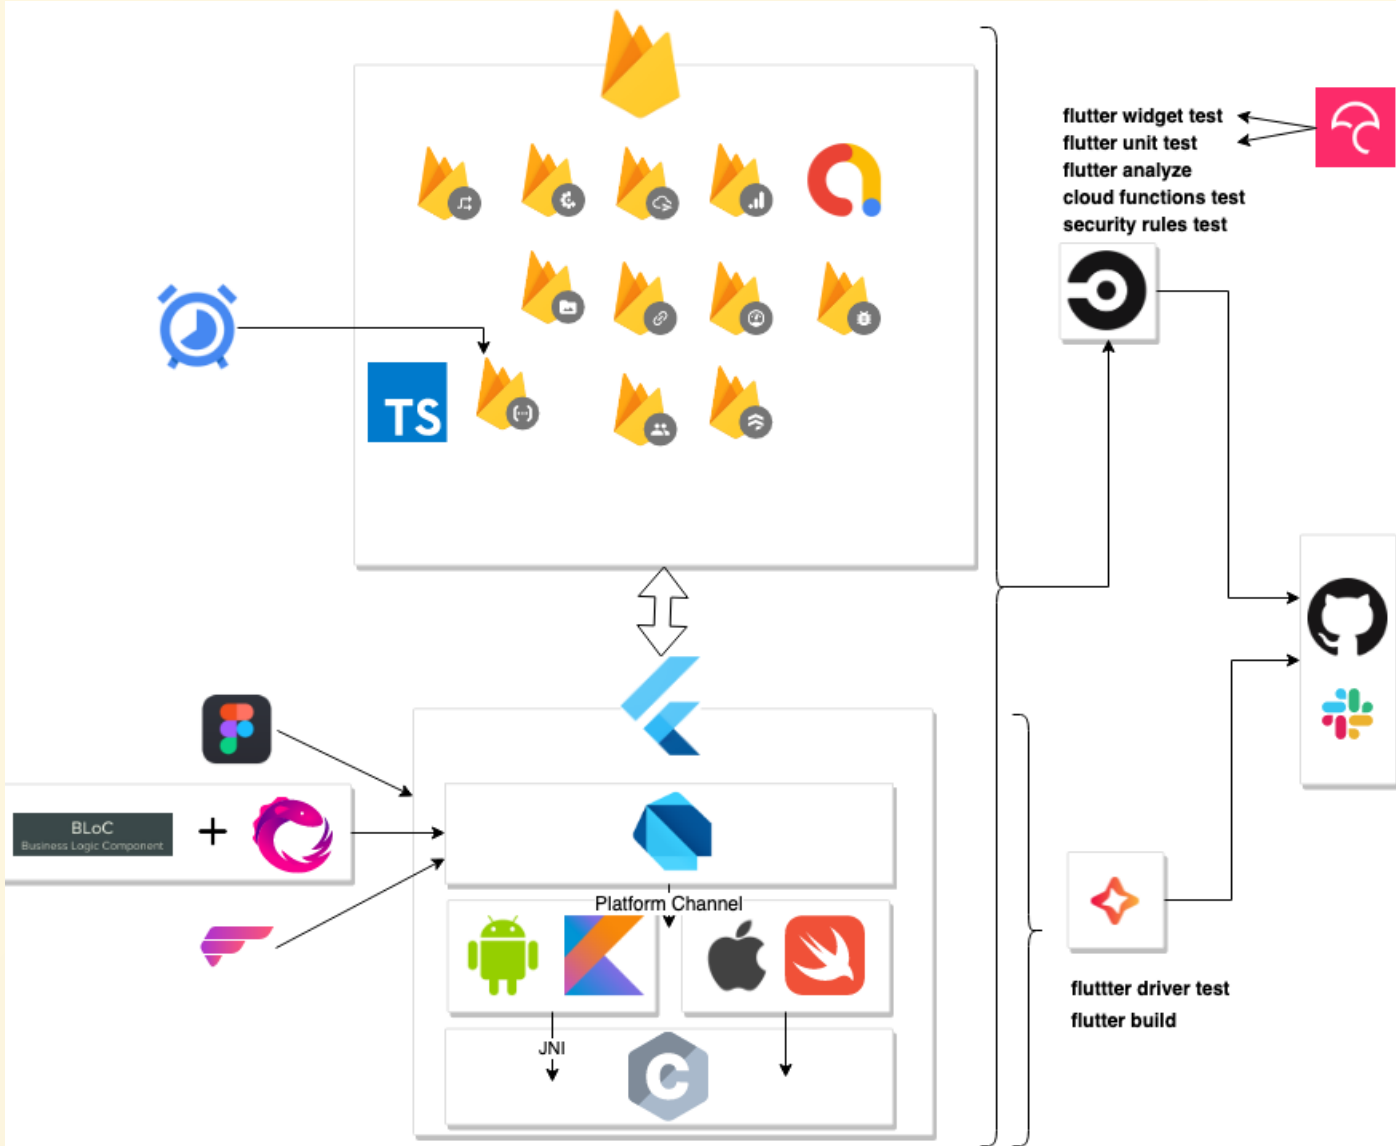 flutter widget test
flutter unit test
flutter analyze
cloud functions test
security rules test
TS
BLoC
Business Logic Component
+
Platform Channel
JNI
C
fluttter driver test
flutter build